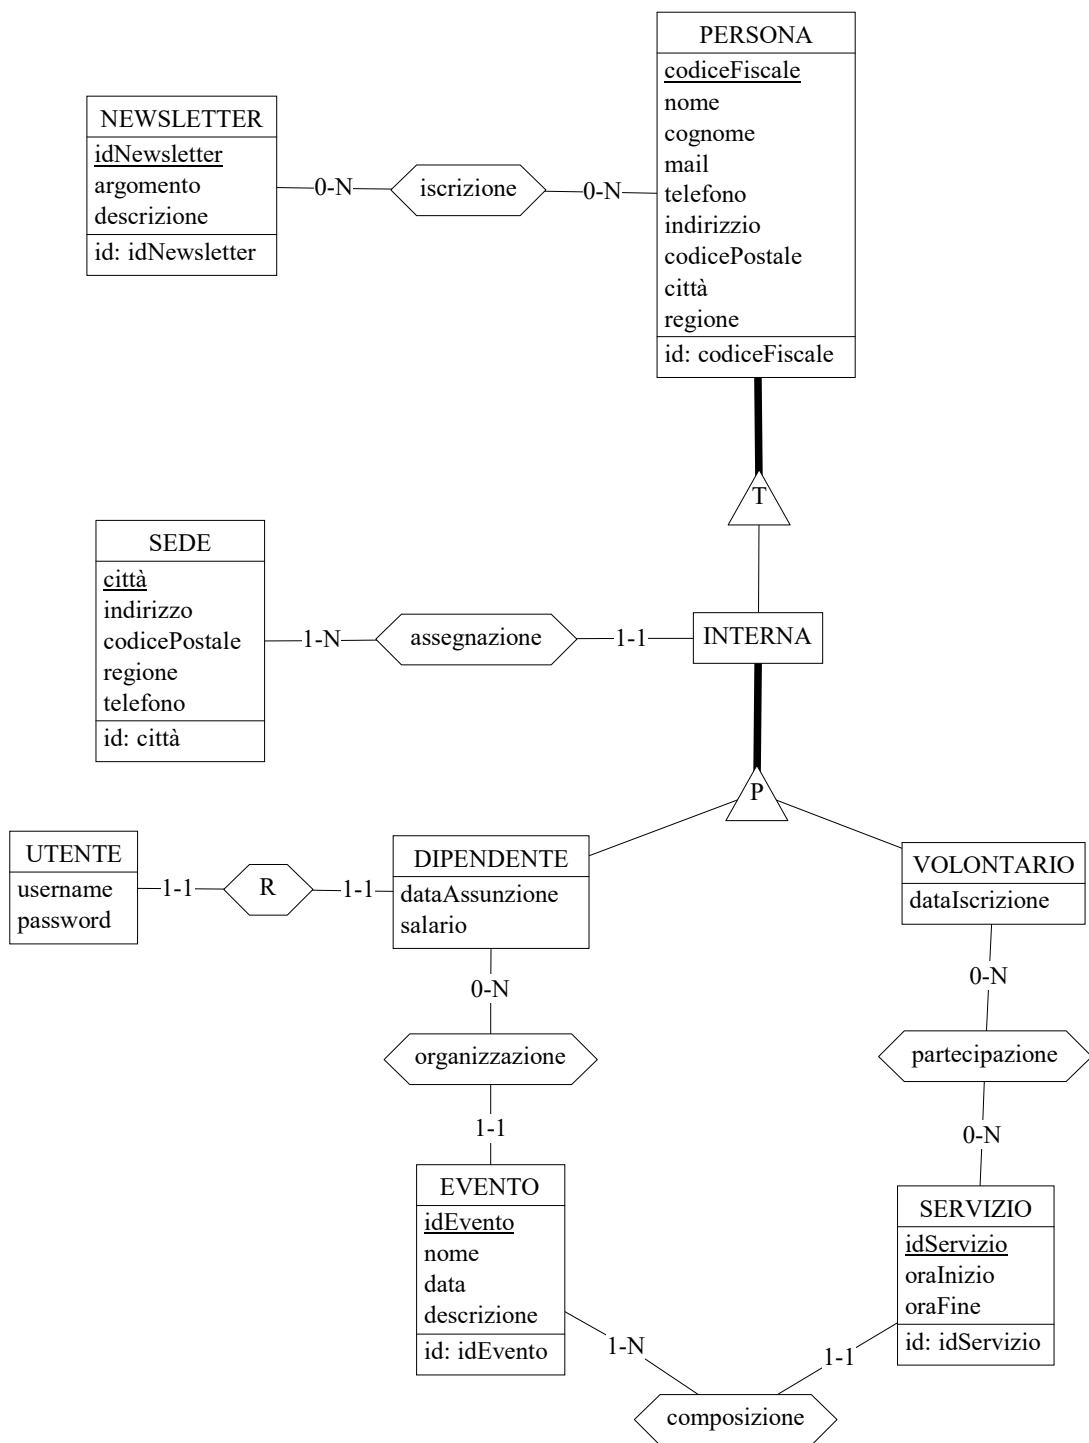 PERSONA
codiceFiscale
nome
cognome
mail
telefono
indirizzio
codicePostale
città
regione
id: codiceFiscale
NEWSLETTER
idNewsletter
argomento
descrizione
id: idNewsletter
0-N
iscrizione
0-N
T
SEDE
città
indirizzo
codicePostale
regione
telefono
id: città
1-N
assegnazione
1-1
INTERNA
P
UTENTE
username
password
1-1
R
1-1
DIPENDENTE
dataAssunzione
salario
VOLONTARIO
dataIscrizione
0-N
organizzazione
1-1
0-N
partecipazione
0-N
EVENTO
idEvento
nome
data
descrizione
id: idEvento
SERVIZIO
idServizio
oraInizio
oraFine
id: idServizio
1-N
composizione
1-1